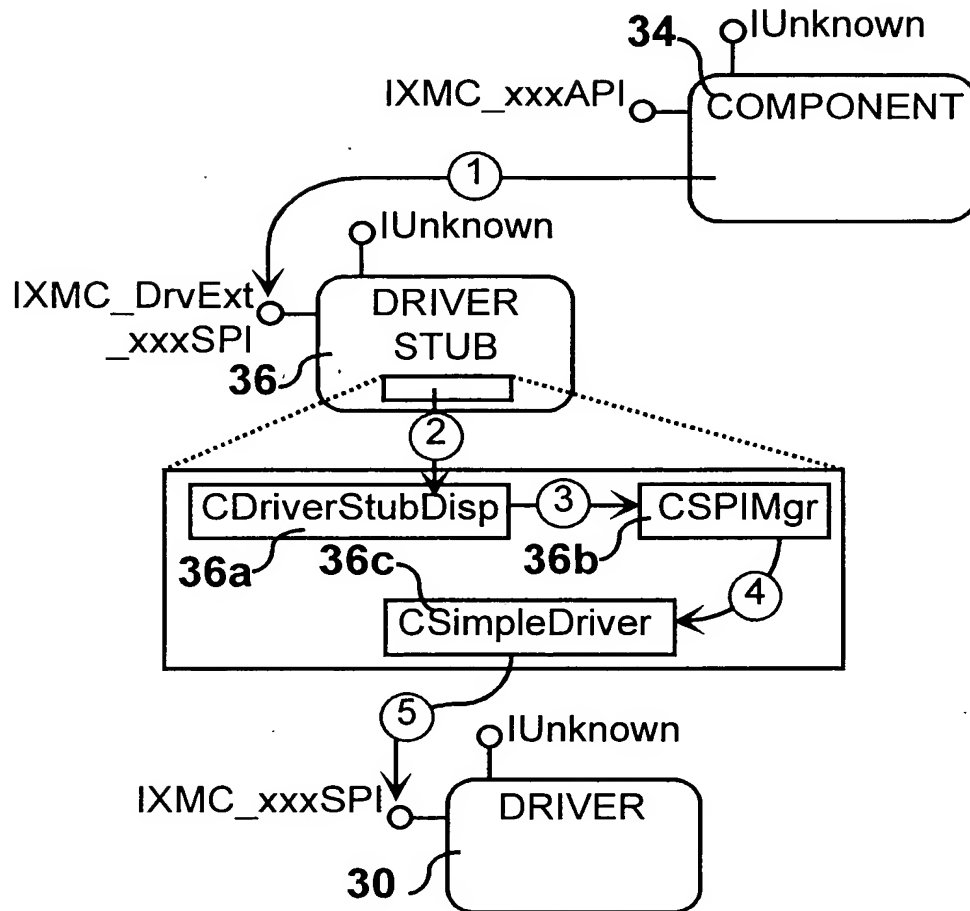 IUnknown
34
IXMC_xxxAPI
COMPONENT
1
IUnknown
IXMC_DrvExt
_xxxSPI
DRIVER
STUB
36
2
CDriverStubDisp
3
CSPIMgr
36a
36c
36b
4
CSimpleDriver
5
IUnknown
IXMC_xxxSPI
DRIVER
30